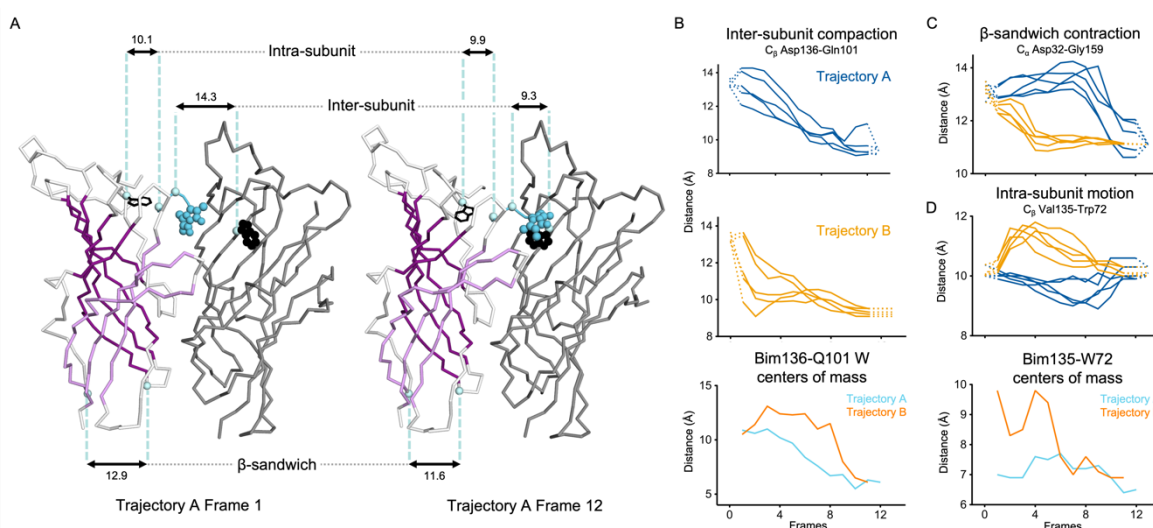 A
10.1
9.9
Intra-subunit
14.3
9.3
Inter-subunit
β-sandwich
12.9
11.6
Trajectory A Frame 1
Trajectory A Frame 12
B
Inter-subunit compaction
Cβ Asp136-Gln101
Trajectory A
Distance (Å)
14
12
10
8
Trajectory B
Distance (Å)
14
12
10
8
Bim136-Q101 W
centers of mass
Trajectory A
Trajectory B
Distance (Å)
15
10
5
0
4
8
12
Frames
C
β-sandwich contraction
Cα Asp32-Gly159
Distance (Å)
14
13
12
11
10
D
Intra-subunit motion
Cβ Val135-Trp72
Distance (Å)
12
10
8
Bim135-W72
centers of mass
Trajectory
Trajectory
Distance (Å)
10
9
8
7
6
0
4
8
12
Frames